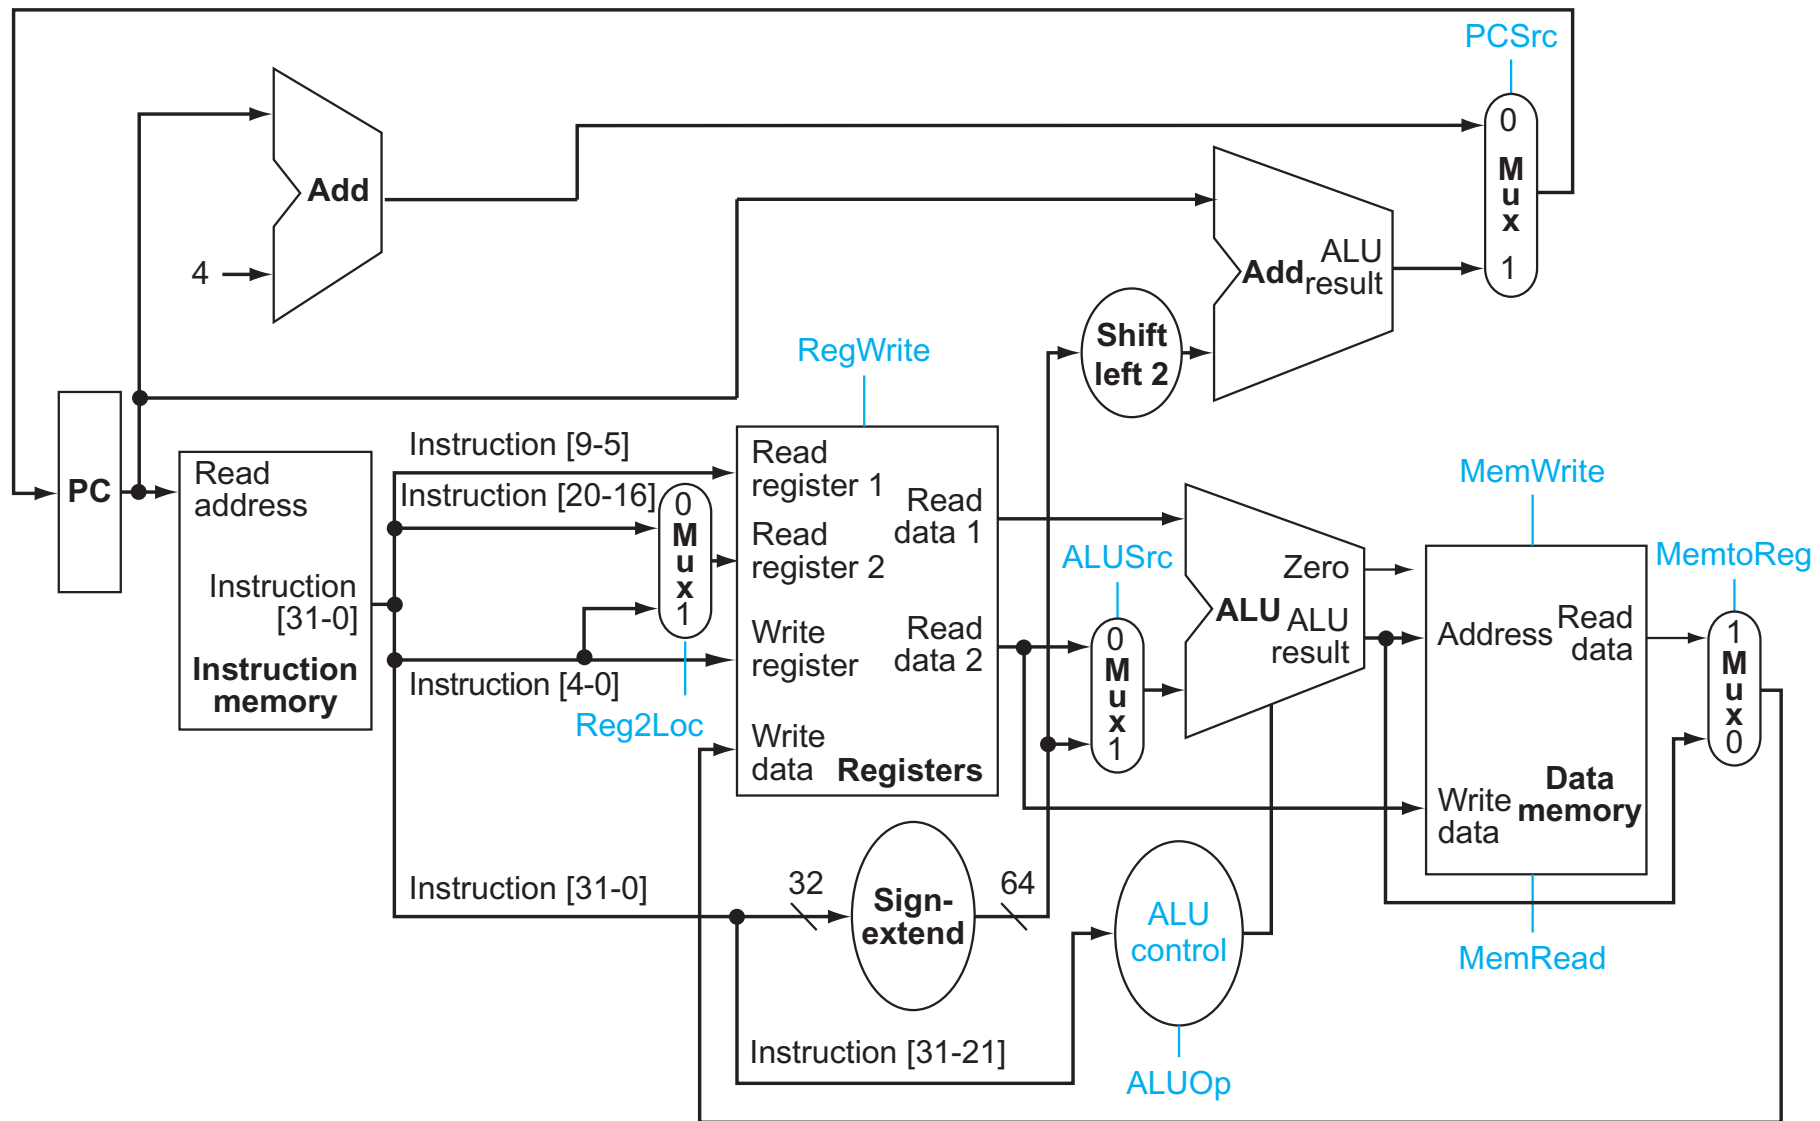 PCSrc
0
M
u
x
1
Add
4
Add
ALU
result
Shift
left 2
RegWrite
PC
Read
address
Instruction
[31-0]
Instruction
memory
Instruction [9-5]
Instruction [20-16]
Instruction [4-0]
0
M
u
x
1
Reg2Loc
Read
register 1
Read
register 2
Write
register
Write
data
Read
data 1
Read
data 2
Registers
ALUSrc
0
M
u
x
1
Zero
ALU
ALU
result
MemWrite
Address
Read
data
Write
data
Data
memory
MemRead
MemtoReg
1
M
u
x
0
Instruction [31-0]
32
Sign-
extend
64
ALU
control
Instruction [31-21]
ALUOp